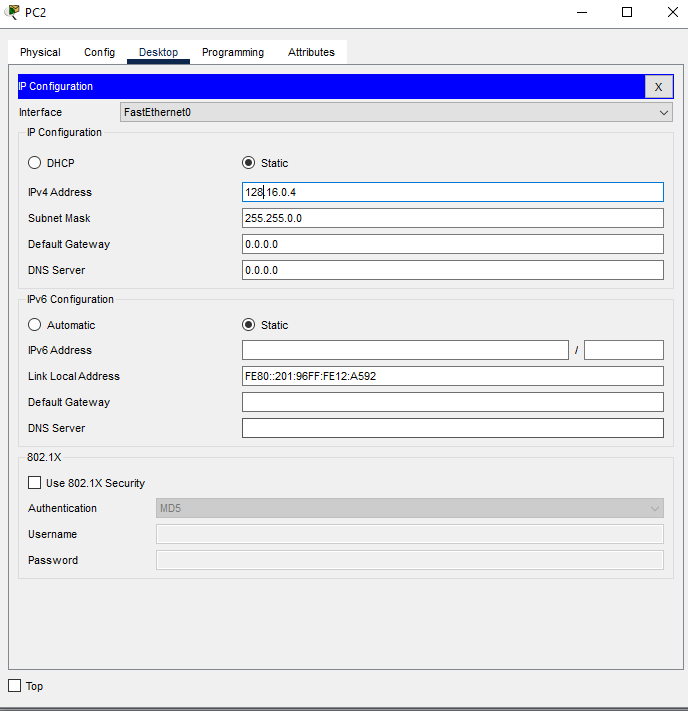 PC2
Physical Config Desktop Programming Attributes
IP Configuration X
Interface FastEthernet0
IP Configuration
DHCP Static
IPv4 Address 128.16.0.4
Subnet Mask 255.255.0.0
Default Gateway 0.0.0.0
DNS Server 0.0.0.0
IPv6 Configuration
Automatic Static
IPv6 Address /
Link Local Address FE80::201:96FF:FE12:A592
Default Gateway
DNS Server
802.1X
Use 802.1X Security
Authentication MD5
Username
Password
Top